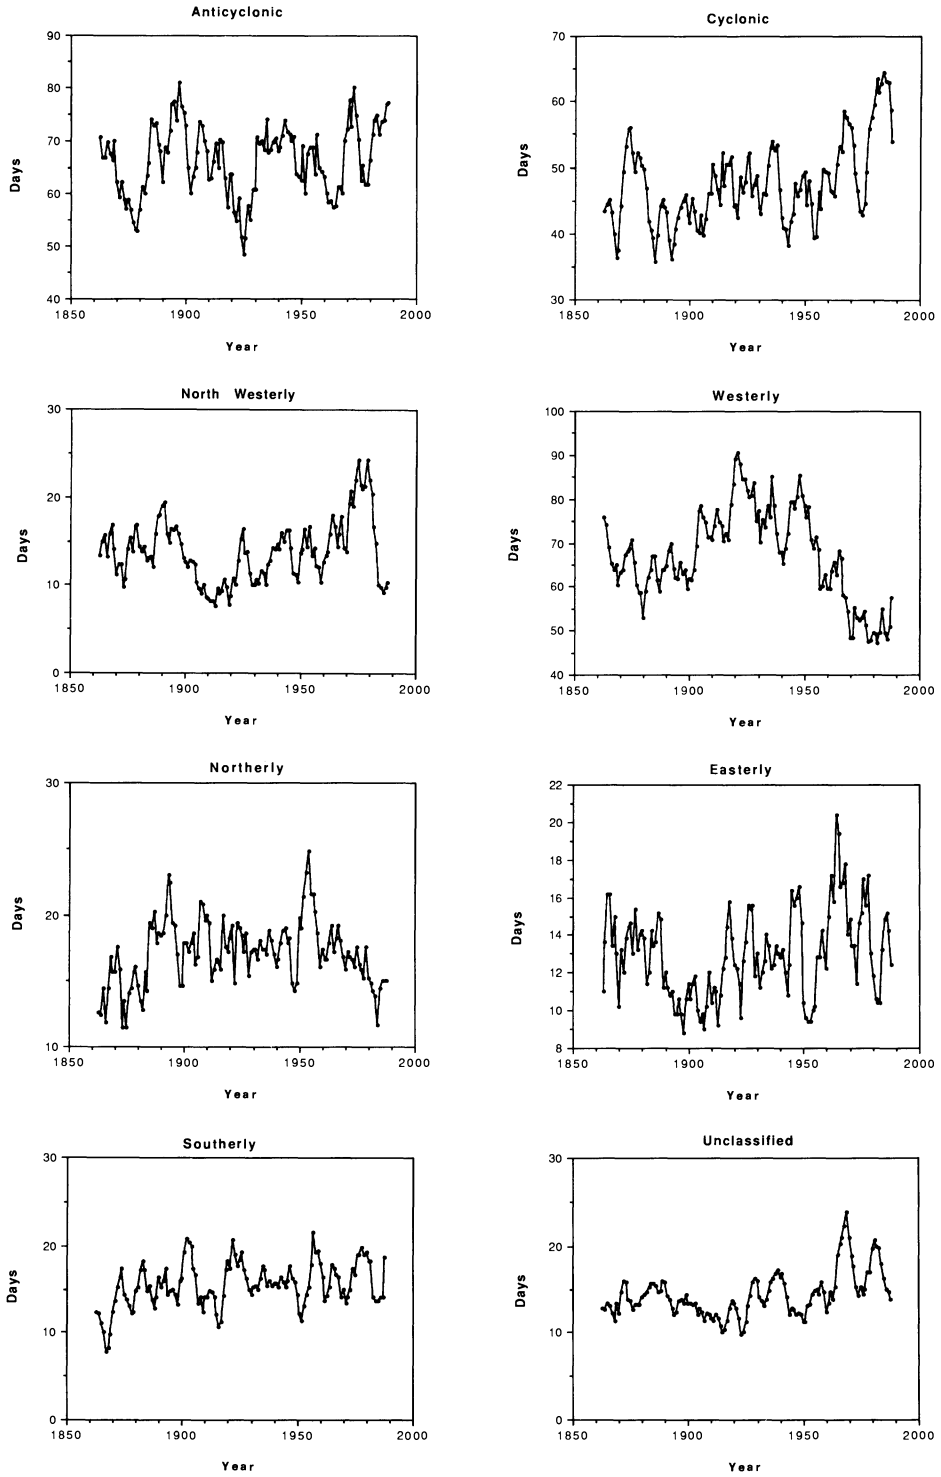 Anticyclonic
90
80
70
60
50
40
Days
1850 1900 1950 2000
Year
Cyclonic
70
60
50
40
30
Days
1850 1900 1950 2000
Year
North Westerly
30
20
10
0
Days
1850 1900 1950 2000
Year
Westerly
100
90
80
70
60
50
40
Days
1850 1900 1950 2000
Year
Northerly
30
20
10
Days
1850 1900 1950 2000
Year
Easterly
22
20
18
16
14
12
10
8
Days
1850 1900 1950 2000
Year
Southerly
30
20
10
0
Days
1850 1900 1950 2000
Year
Unclassified
30
20
10
0
Days
1850 1900 1950 2000
Year